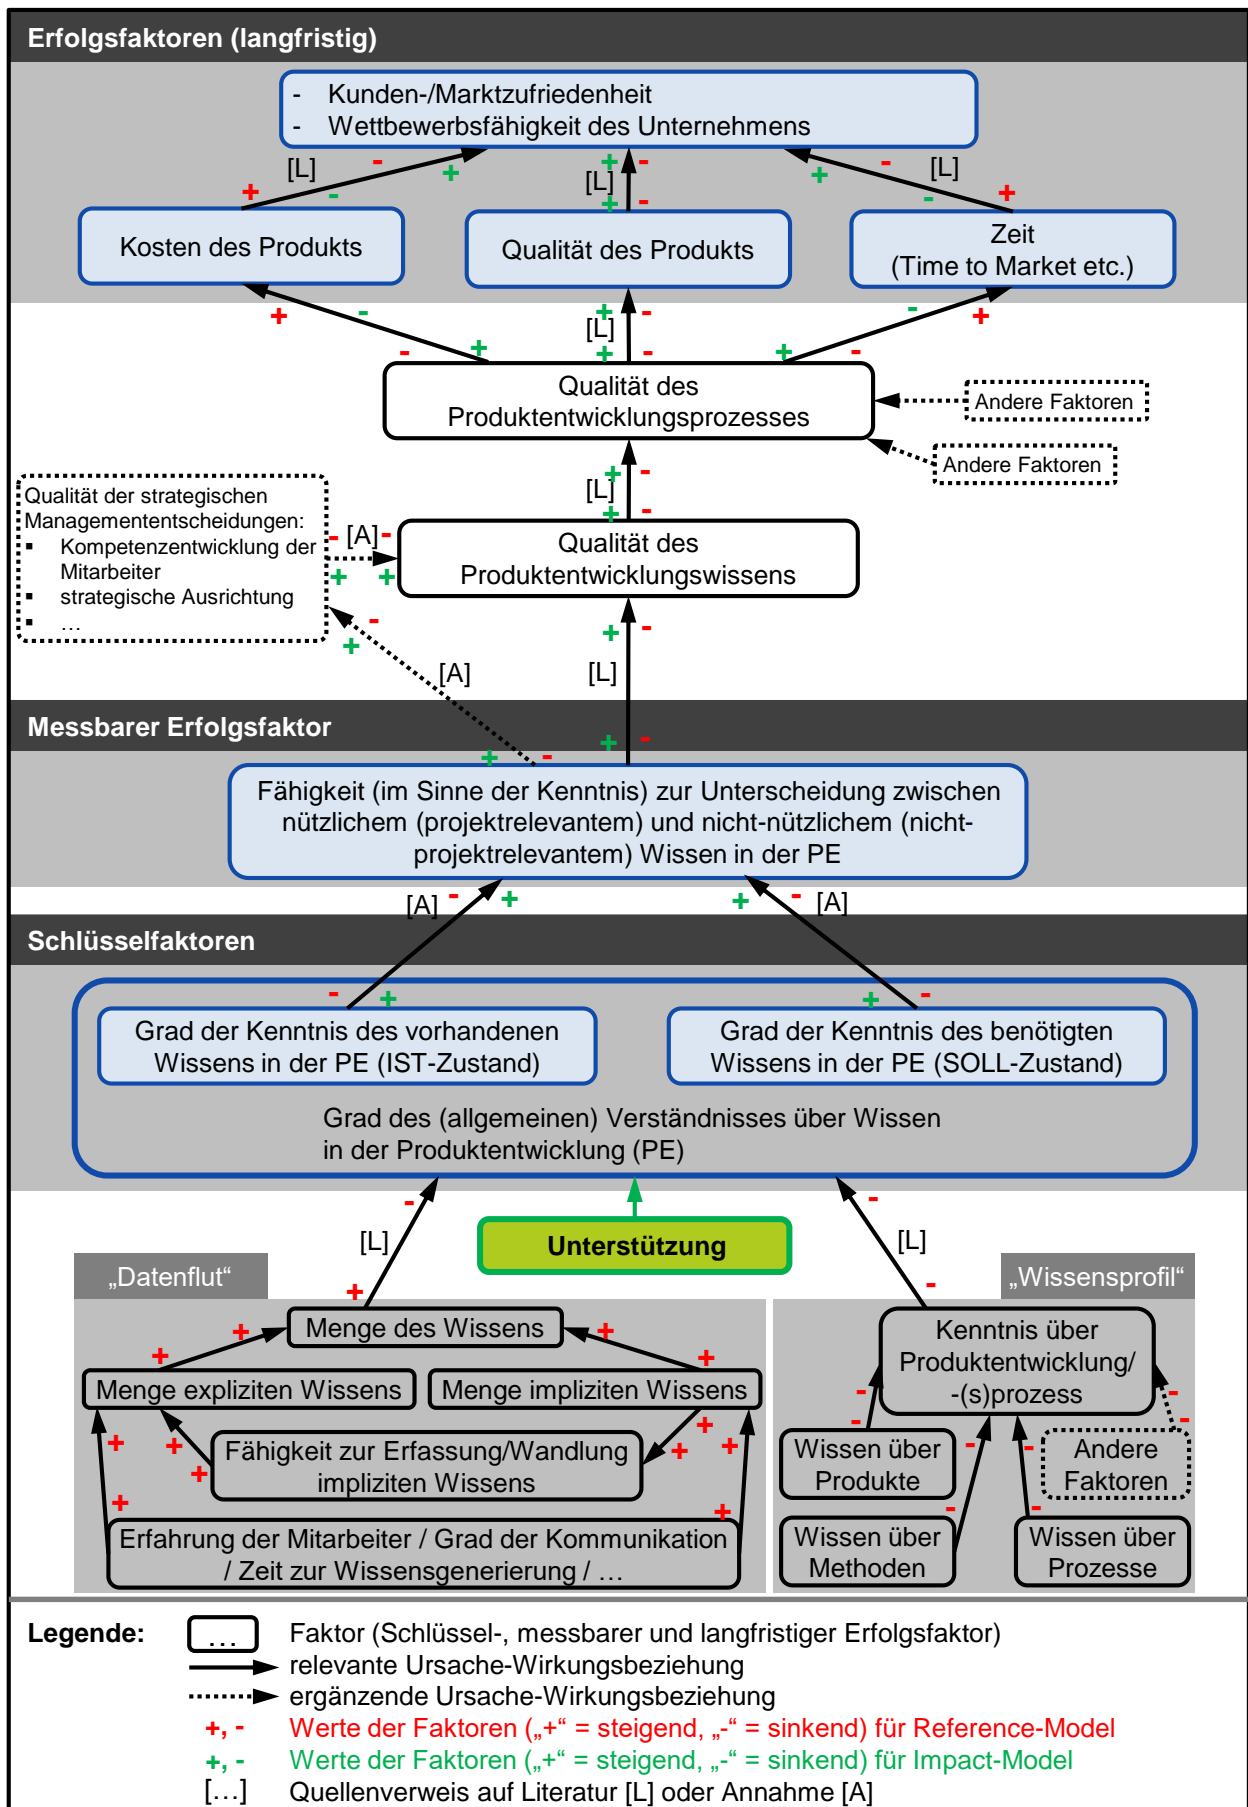 Erfolgsfaktoren (langfristig)
- Kunden-/Marktzufriedenheit
- Wettbewerbsfähigkeit des Unternehmens
[L] - + - [L]
+ - + [L] - + - +
+ -
Kosten des Produkts
Qualität des Produkts
Zeit
(Time to Market etc.)
+ - + [L] - - +
- + + - + -
Qualität des
Produktentwicklungsprozesses
Andere Faktoren
Andere Faktoren
+ [L] -
+ -
Qualität der strategischen
Managemententscheidungen:
▪ Kompetenzentwicklung der
Mitarbeiter
▪ strategische Ausrichtung
▪ …
- [A] -
+ +
Qualität des
Produktentwicklungswissens
- +
+ -
[A] [L]
Messbarer Erfolgsfaktor
+ - + -
Fähigkeit (im Sinne der Kenntnis) zur Unterscheidung zwischen
nützlichem (projektrelevantem) und nicht-nützlichem (nicht-
projektrelevantem) Wissen in der PE
[A] - + + - [A]
Schlüsselfaktoren
- + + -
Grad der Kenntnis des vorhandenen
Wissens in der PE (IST-Zustand)
Grad der Kenntnis des benötigten
Wissens in der PE (SOLL-Zustand)
Grad des (allgemeinen) Verständnisses über Wissen
in der Produktentwicklung (PE)
- -
[L] [L]
Unterstützung
+ -
„Datenflut“
„Wissensprofil“
Menge des Wissens
+ +
+ +
Menge expliziten Wissens
Menge impliziten Wissens
+ + + +
+ +
Fähigkeit zur Erfassung/Wandlung
impliziten Wissens
+ +
Erfahrung der Mitarbeiter / Grad der Kommunikation
/ Zeit zur Wissensgenerierung / …
Kenntnis über
Produktentwicklung/
-(s)prozess
- -
- - - -
Wissen über
Produkte
Andere
Faktoren
- -
Wissen über
Methoden
Wissen über
Prozesse
Legende:
… Faktor (Schlüssel-, messbarer und langfristiger Erfolgsfaktor)
relevante Ursache-Wirkungsbeziehung
ergänzende Ursache-Wirkungsbeziehung
+, - Werte der Faktoren („+“ = steigend, „-“ = sinkend) für Reference-Model
+, - Werte der Faktoren („+“ = steigend, „-“ = sinkend) für Impact-Model
[…] Quellenverweis auf Literatur [L] oder Annahme [A]